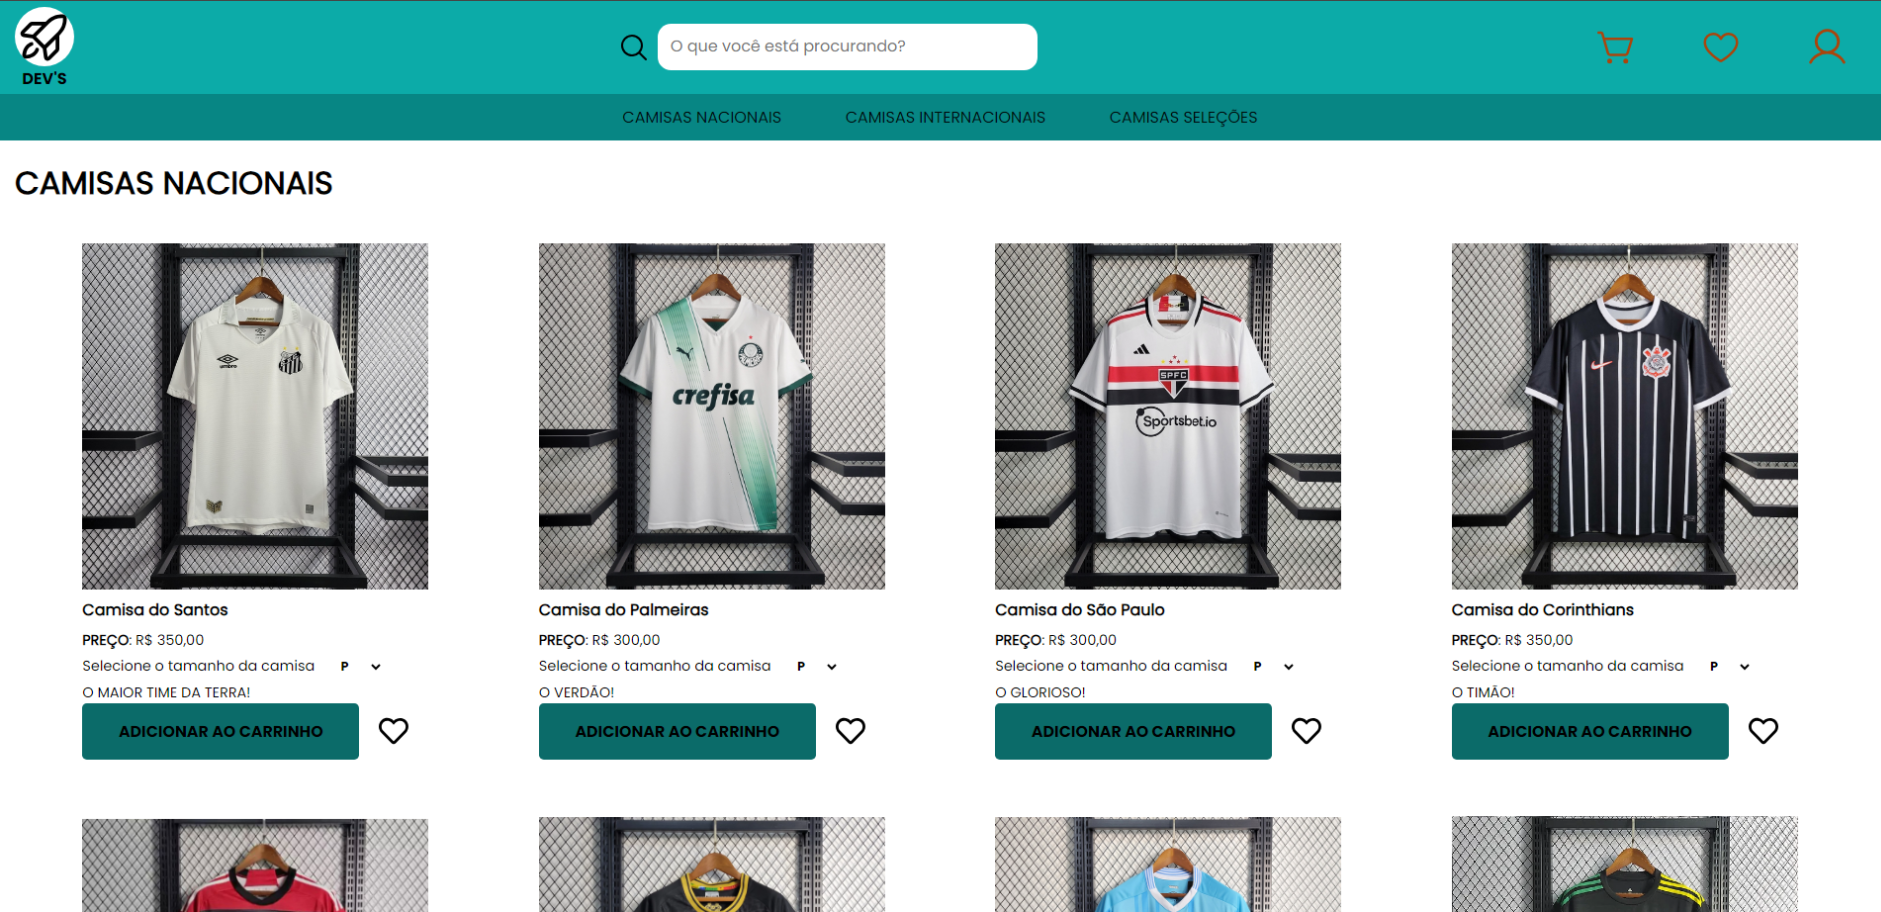 DEV'S
O que você está procurando?
CAMISAS NACIONAIS
CAMISAS INTERNACIONAIS
CAMISAS SELEÇÕES
CAMISAS NACIONAIS
crefisa
SPFC
Sportsbet.io
Camisa do Santos
PREÇO: R$ 350,00
Selecione o tamanho da camisa P
O MAIOR TIME DA TERRA!
ADICIONAR AO CARRINHO
Camisa do Palmeiras
PREÇO: R$ 300,00
Selecione o tamanho da camisa P
O VERDÃO!
ADICIONAR AO CARRINHO
Camisa do São Paulo
PREÇO: R$ 300,00
Selecione o tamanho da camisa P
O GLORIOSO!
ADICIONAR AO CARRINHO
Camisa do Corinthians
PREÇO: R$ 350,00
Selecione o tamanho da camisa P
O TIMÃO!
ADICIONAR AO CARRINHO